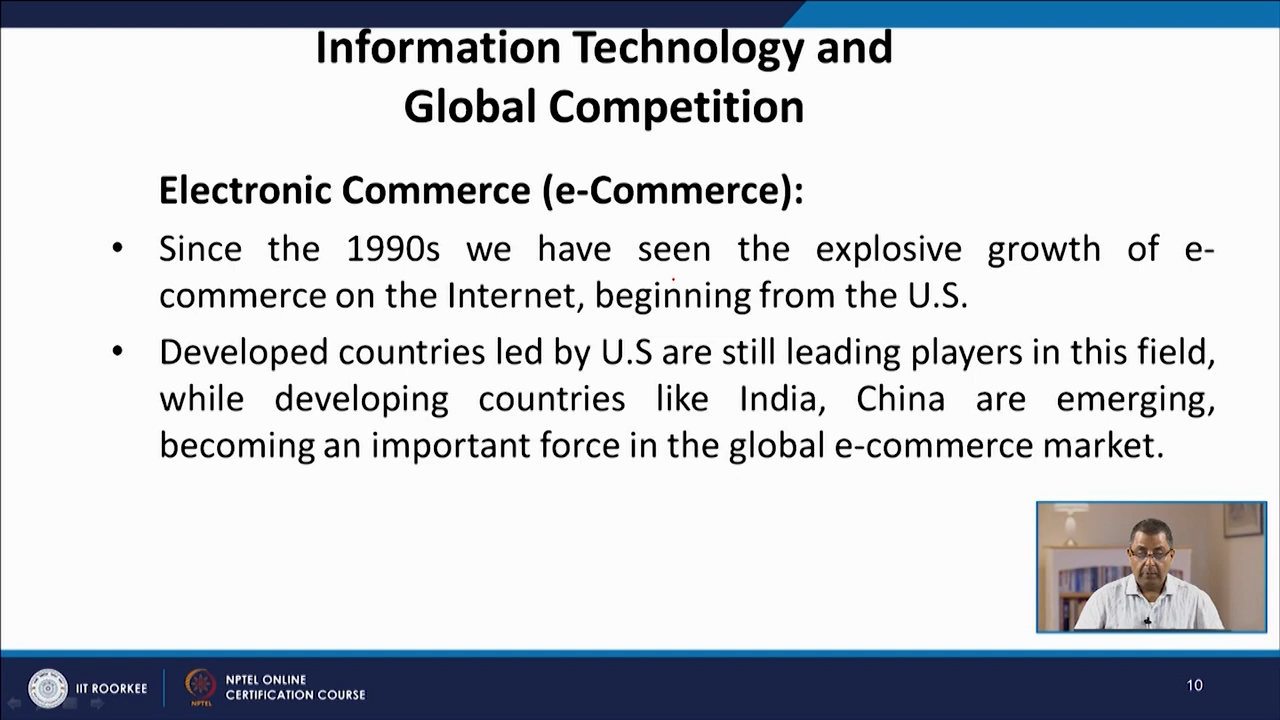 Information Technology and
Global Competition
Electronic Commerce (e-Commerce):
• Since the 1990s we have seen the explosive growth of e-
commerce on the Internet, beginning from the U.S.
• Developed countries led by U.S are still leading players in this field,
while developing countries like India, China are emerging,
becoming an important force in the global e-commerce market.
IIT ROORKEE
NPTEL
NPTEL ONLINE
CERTIFICATION COURSE
10